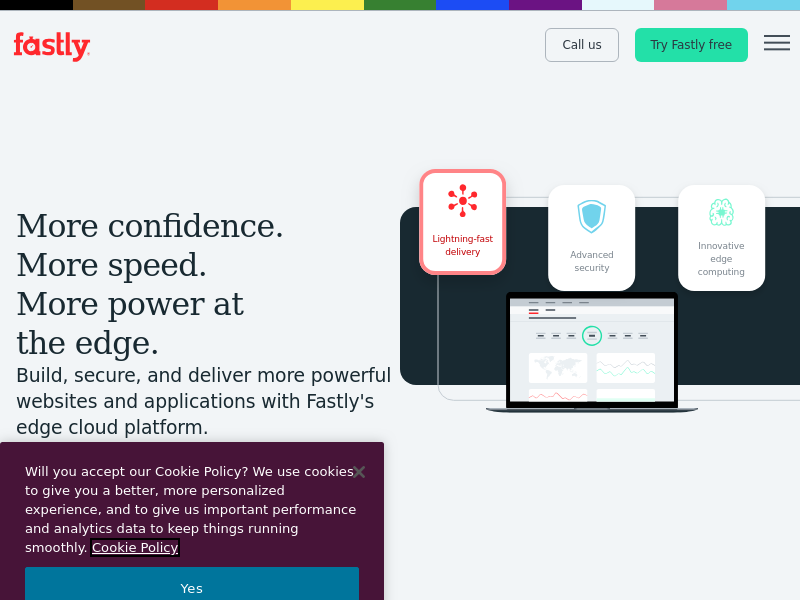 fastly
Call us
Try Fastly free
More confidence.
More speed.
More power at
the edge.
Build, secure, and deliver more powerful
websites and applications with Fastly's
edge cloud platform.
Lightning-fast
delivery
Advanced
security
Innovative
edge
computing
Will you accept our Cookie Policy? We use cookies
to give you a better, more personalized
experience, and to give us important performance
and analytics data to keep things running
smoothly. Cookie Policy
Yes